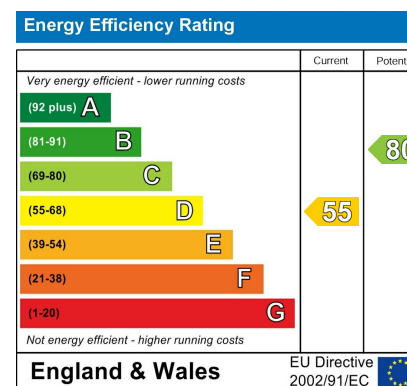 Energy Efficiency Rating
Current Potent
Very energy efficient - lower running costs
(92 plus) A
(81-91) B
80
(69-80) C
(55-68) D
55
(39-54) E
(21-38) F
(1-20) G
Not energy efficient - higher running costs
England & Wales
EU Directive
2002/91/EC